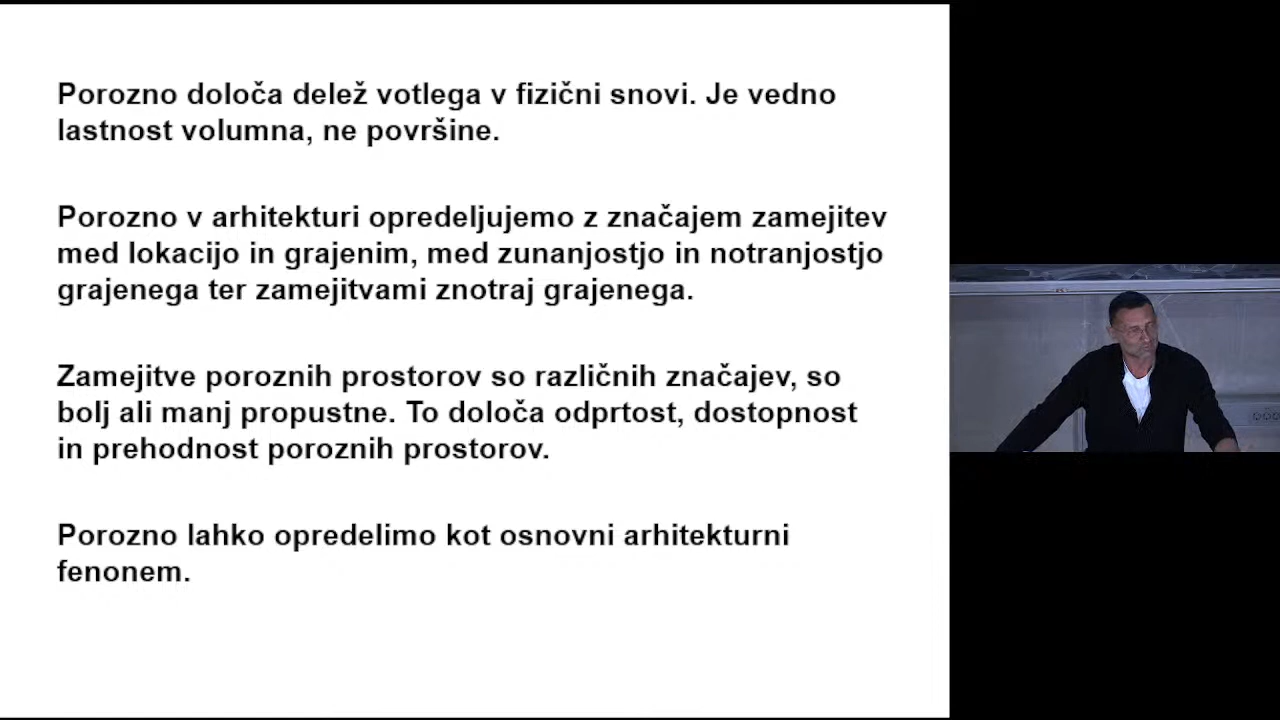 Porozno določa delež votlega v fizični snovi. Je vedno
lastnost volumna, ne površine.
Porozno v arhitekturi opredeljujemo z značajem zamejitev
med lokacijo in grajenim, med zunanjostjo in notranjostjo
grajenega ter zamejitvami znotraj grajenega.
Zamejitve poroznih prostorov so različnih značajev, so
bolj ali manj propustne. To določa odprtost, dostopnost
in prehodnost poroznih prostorov.
Porozno lahko opredelimo kot osnovni arhitekturni
fenonem.